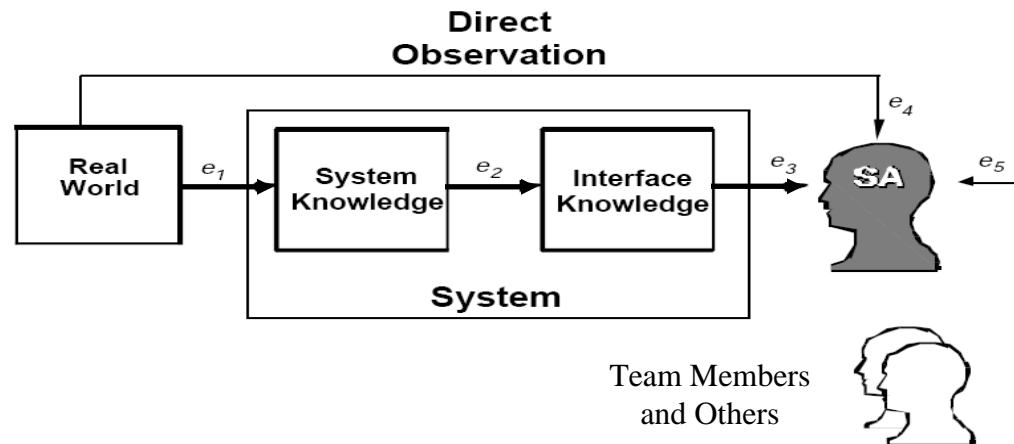 Direct
Observation
e4
Real
World
e1
System
Knowledge
e2
Interface
Knowledge
e3
SA
e5
System
Team Members
and Others